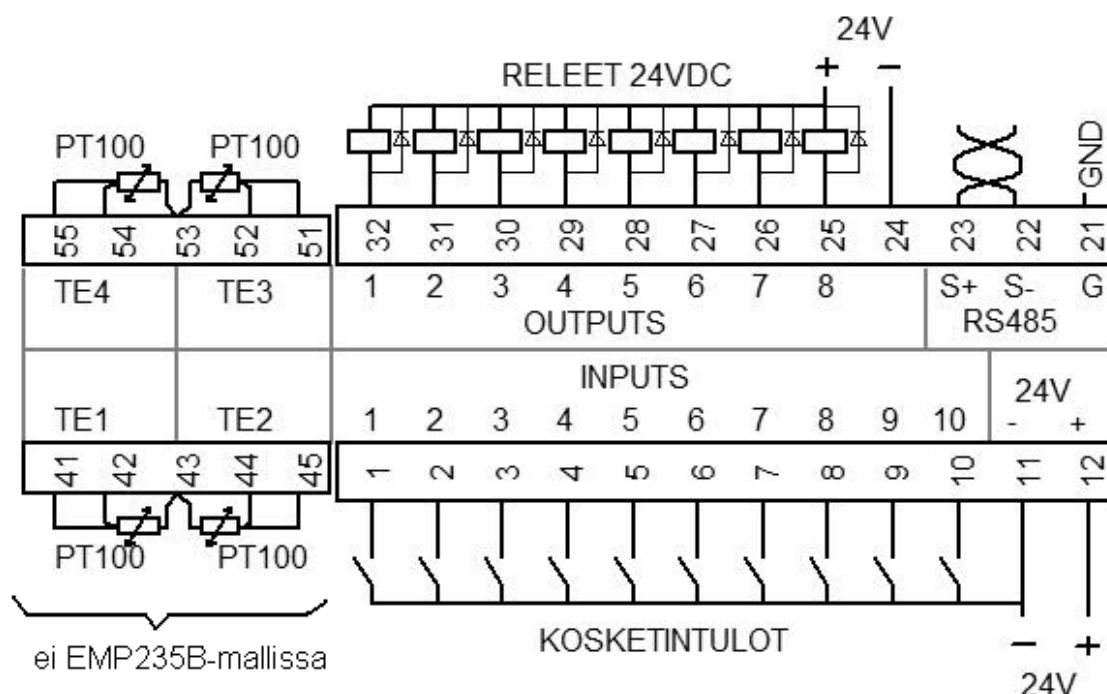 24V
RELEET 24VDC + −
PT100 PT100
GND
55 54 53 52 51 32 31 30 29 28 27 26 25 24 23 22 21
TE4 TE3 1 2 3 4 5 6 7 8 S+ S- G
OUTPUTS RS485
INPUTS
24V
TE1 TE2 1 2 3 4 5 6 7 8 9 10 - +
41 42 43 44 45 1 2 3 4 5 6 7 8 9 10 11 12
PT100 PT100
KOSKETINTULOT − +
ei EMP235B-mallissa
24V